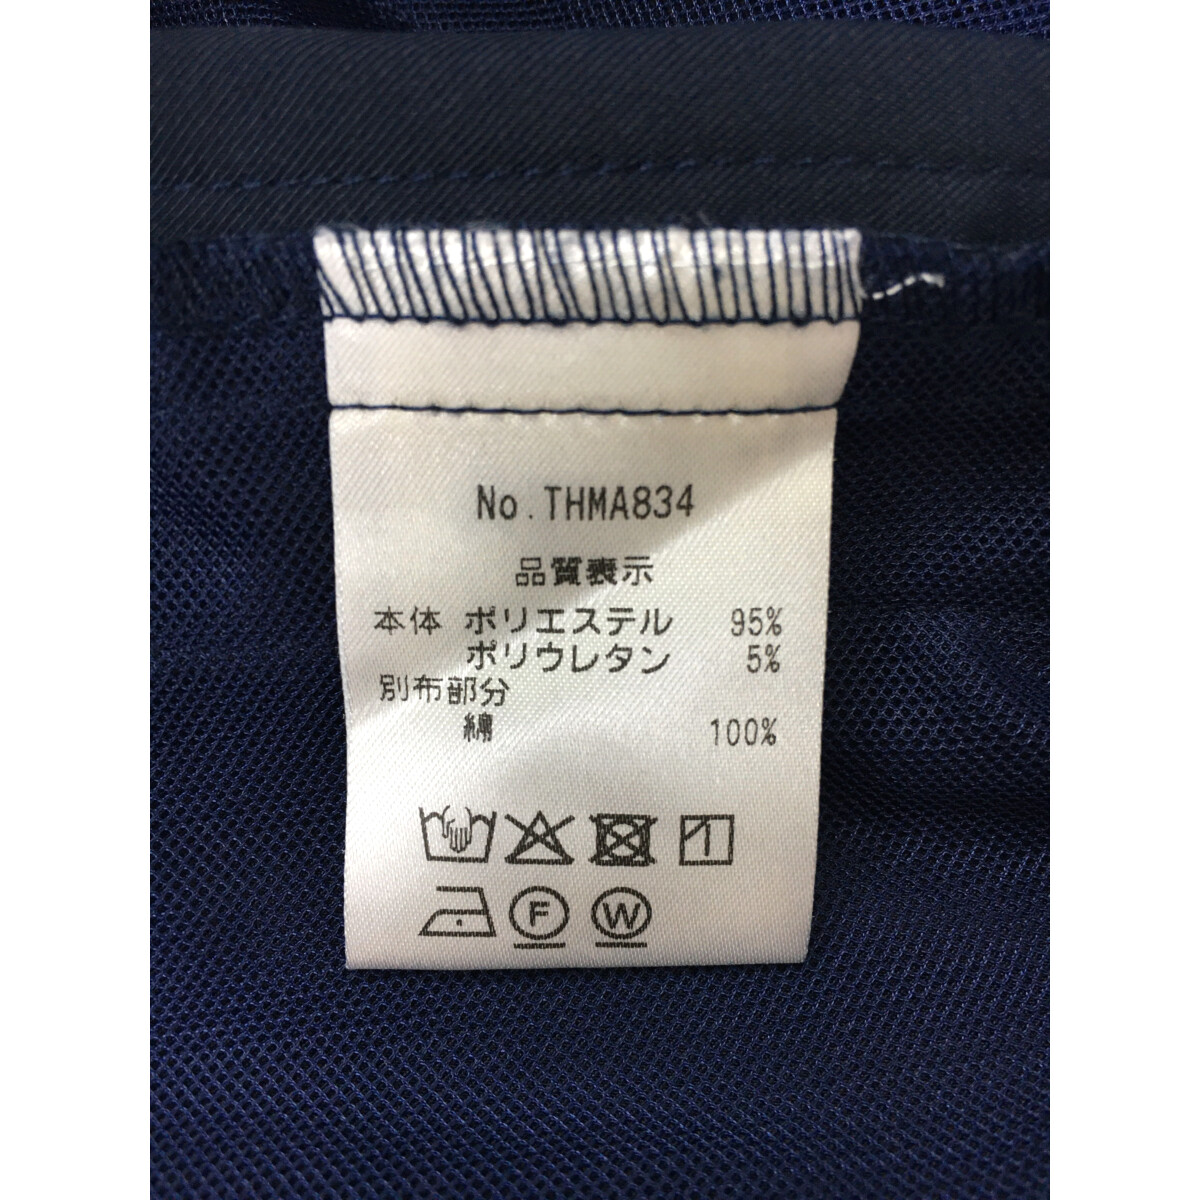 No.THMA834
品質表示
本体 ポリエステル 95%
ポリウレタン 5%
別布部分
綿 100%
F W